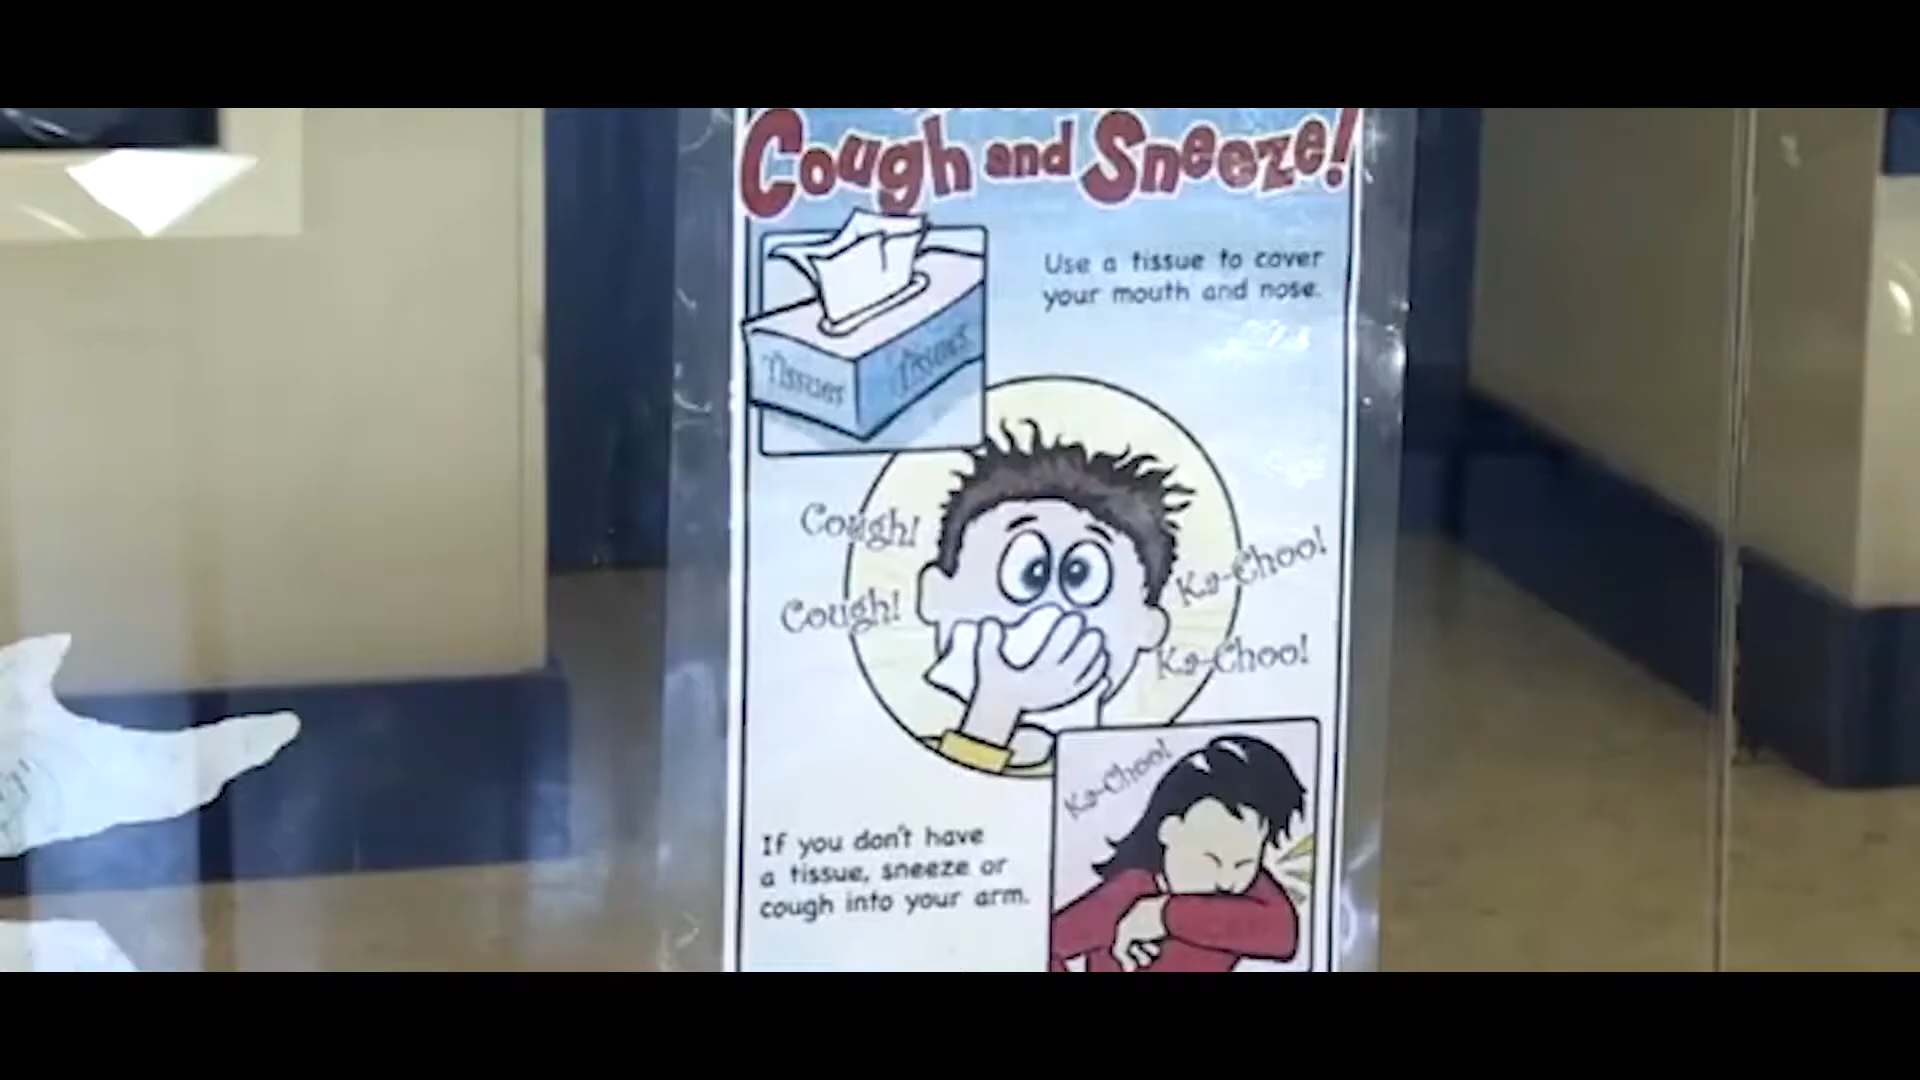 Cough and Sneeze!
Use a tissue to cover
your mouth and nose.
Tissues
Tissues
Cough!
Cough!
Ka-Choo!
Ka-Choo!
Ka-Choo!
If you don't have
a tissue, sneeze or
cough into your arm.